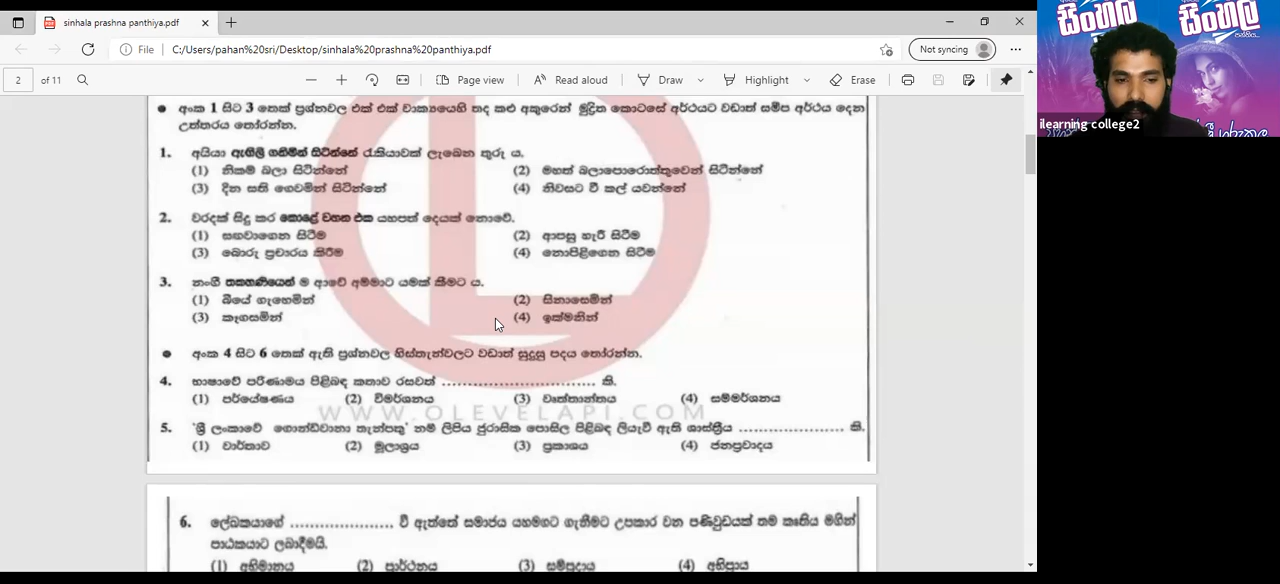 sinhala prashna panthiya.pdf
File C:/Users/pahan%20sri/Desktop/sinhala%20prashna%20panthiya.pdf Not syncing
2 of 11 Page view Read aloud Draw Highlight Erase
සිංහල සිංහල
ilearning college2
● අංක 1 සිට 3 තෙක් ප්‍රශ්නවල එක් එක් වාක්‍යයෙහි තද කළු අකුරෙන් මුද්‍රිත කොටසේ අර්ථයට වඩාත් සමීප අර්ථය දෙන
උත්තරය තෝරන්න.
1. අයියා ඇඟිලි ගනිමින් සිටින්නේ රැකියාවක් ලැබෙන තුරු ය.
(1) නිකම් බලා සිටින්නේ (2) මහත් බලාපොරොත්තුවෙන් සිටින්නේ
(3) දින සති ගෙවමින් සිටින්නේ (4) නිවසට වී කල් යවන්නේ
2. වරදක් සිදු කර කොළේ වහන එක යහපත් දෙයක් නොවේ.
(1) සඟවාගෙන සිටීම (2) ආපසු හැරී සිටීම
(3) බොරු ප්‍රචාරය කිරීම (4) නොපිළිගෙන සිටීම
3. නංගී තකහණියෙන් ම ආවේ අම්මාට යමක් කීමට ය.
(1) බියේ ගැහෙමින් (2) සිනාසෙමින්
(3) කෑගසමින් (4) ඉක්මනින්
● අංක 4 සිට 6 තෙක් ඇති ප්‍රශ්නවල හිස්තැන්වලට වඩාත් සුදුසු පදය තෝරන්න.
4. භාෂාවේ පරිණාමය පිළිබඳ කතාව රසවත් .............................. කි.
(1) පර්යේෂණය (2) විමර්ශනය (3) වෘත්තාන්තය (4) සම්මර්ශනය
WWW.OLEVELAPI.COM
5. 'ශ්‍රී ලංකාවේ ගොන්ඩ්වානා තැන්පතු' නම් ලිපිය ජුරාසික පොසිල පිළිබඳ ලියැවී ඇති ශාස්ත්‍රීය .................... කි.
(1) වාර්තාව (2) මූලාශ්‍රය (3) ප්‍රකාශය (4) ජනප්‍රවාදය
6. ලේඛකයාගේ .................... වී ඇත්තේ සමාජය යහමගට ගැනීමට උපකාර වන පණිවුඩයක් තම කෘතිය මගින්
පාඨකයාට ලබාදීමයි.
(1) අභිමානය (2) පාර්ථනය (3) සම්ප්‍රදාය (4) අභිප්‍රාය